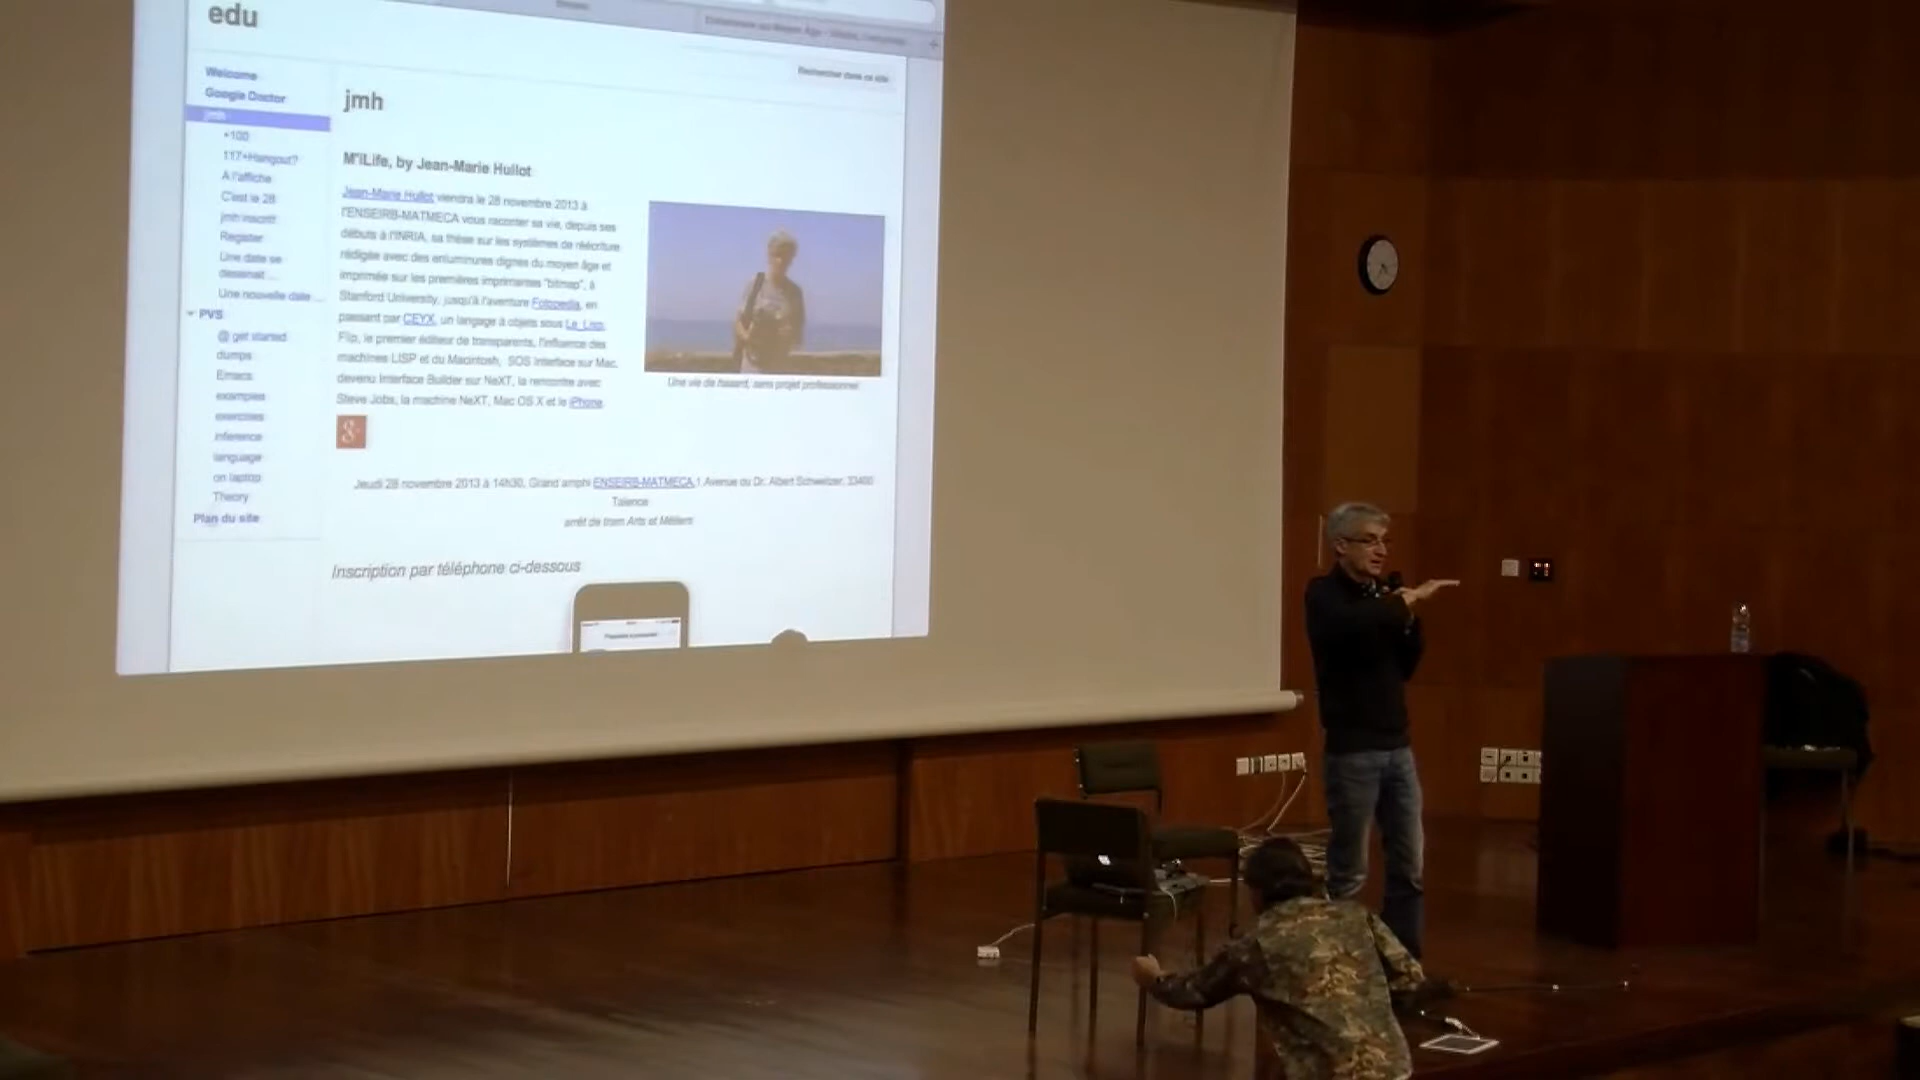 edu
Rechercher dans ce site
Welcome
Google Doctor
jmh
+100
117+Hangout?
A l'affiche
C'est le 28
jmh inscrit
Register
Une date se
dessinait ...
Une nouvelle date ...
PVS
@ get started
dumps
Emacs
examples
exercises
inference
language
on laptop
Theory
Plan du site
jmh
M*iLife, by Jean-Marie Hullot
Jean-Marie Hullot viendra le 28 novembre 2013 à
l'ENSEIRB-MATMECA vous raconter sa vie, depuis ses
débuts à l'INRIA, sa thèse sur les systèmes de réécriture
rédigée avec des enluminures dignes du moyen âge et
imprimée sur les premières imprimantes "bitmap", à
Stanford University, jusqu'à l'aventure Fotopedia, en
passant par CEYX, un langage à objets sous Le_Lisp,
Flip, le premier éditeur de transparents, l'influence des
machines LISP et du Macintosh, SOS Interface sur Mac,
devenu Interface Builder sur NeXT, la rencontre avec
Steve Jobs, la machine NeXT, Mac OS X et le iPhone.
Une vie de hasard, sans projet professionnel
g+
Jeudi 28 novembre 2013 à 14h30, Grand amphi ENSEIRB-MATMECA,1 Avenue du Dr. Albert Schweitzer, 33400
Talence
arrêt de tram Arts et Métiers
Inscription par téléphone ci-dessous